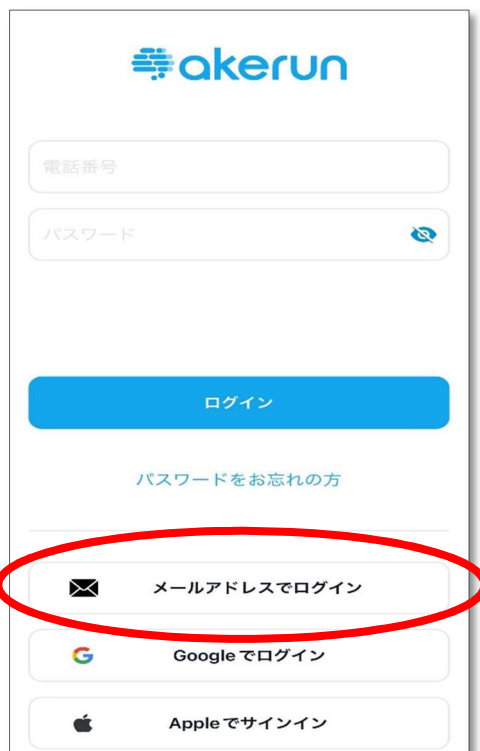 akerun
電話番号
パスワード
ログイン
パスワードをお忘れの方
メールアドレスでログイン
Googleでログイン
Appleでサインイン